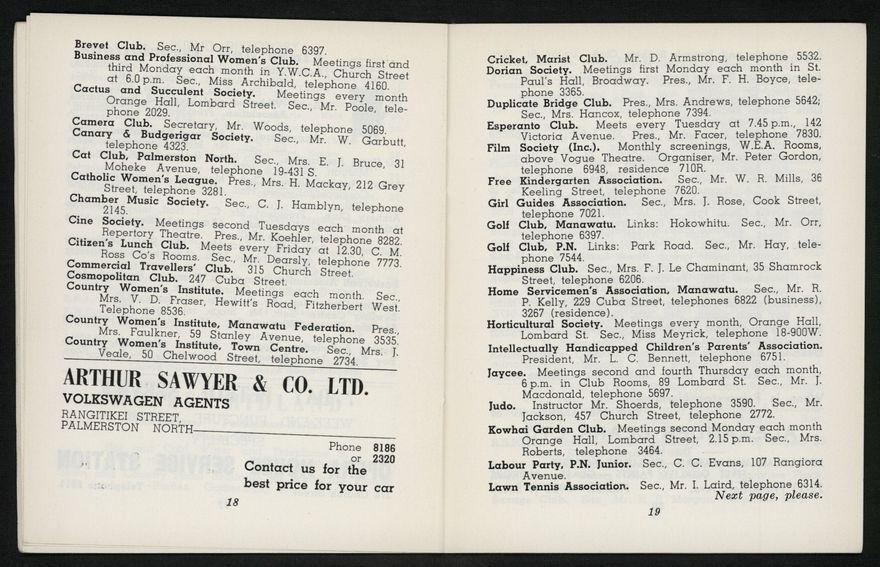 Brevet Club. Sec., Mr Orr, telephone 6397.
Business and Professional Women's Club. Meetings first and
third Monday each month in Y.W.C.A., Church Street
at 6.0 p.m. Sec., Miss Archibald, telephone 4160.
Cactus and Succulent Society. Meetings every month
Orange Hall, Lombard Street. Sec., Mr. Poole, tele-
phone 2029.
Camera Club. Secretary, Mr. Woods, telephone 5069.
Canary & Budgerigar Society. Sec., Mr. W. Garbutt,
telephone 4323.
Cat Club, Palmerston North. Sec., Mrs. E. J. Bruce, 31
Moheke Avenue, telephone 19-431 S.
Catholic Women's League. Pres., Mrs. H. Mackay, 212 Grey
Street, telephone 3281.
Chamber Music Society. Sec., C. J. Hamblyn, telephone
2145.
Cine Society. Meetings second Tuesdays each month at
Repertory Theatre. Pres., Mr. Koehler, telephone 8282.
Citizen's Lunch Club. Meets every Friday at 12.30, C. M.
Ross Co's Rooms. Sec., Mr. Dearsly, telephone 7773.
Commercial Travellers' Club. 315 Church Street.
Cosmopolitan Club. 247 Cuba Street.
Country Women's Institute. Meetings each month. Sec.,
Mrs. V. D. Fraser, Hewitt's Road, Fitzherbert West.
Telephone 8536.
Country Women's Institute, Manawatu Federation. Pres.,
Mrs. Faulkner, 59 Stanley Avenue, telephone 3535.
Country Women's Institute, Town Centre. Sec., Mrs. J.
Veale, 50 Chelwood Street, telephone 2734.
ARTHUR SAWYER & CO. LTD.
VOLKSWAGEN AGENTS
RANGITIKEI STREET,
PALMERSTON NORTH
Phone 8186
or 2320
Contact us for the
best price for your car
18
Cricket, Marist Club. Mr. D. Armstrong, telephone 5532.
Dorian Society. Meetings first Monday each month in St.
Paul's Hall, Broadway. Pres., Mr. F. H. Boyce, tele-
phone 3365.
Duplicate Bridge Club. Pres., Mrs. Andrews, telephone 5642;
Sec., Mrs. Hancox, telephone 7394.
Esperanto Club. Meets every Tuesday at 7.45 p.m., 142
Victoria Avenue. Pres., Mr. Facer, telephone 7830.
Film Society (Inc.). Monthly screenings, W.E.A. Rooms,
above Vogue Theatre. Organiser, Mr. Peter Gordon,
telephone 6948, residence 710R.
Free Kindergarten Association. Sec., Mr. W. R. Mills, 36
Keeling Street, telephone 7620.
Girl Guides Association. Sec., Mrs. J. Rose, Cook Street,
telephone 7021.
Golf Club, Manawatu. Links: Hokowhitu. Sec., Mr. Orr,
telephone 6397.
Golf Club, P.N. Links: Park Road. Sec., Mr. Hay, tele-
phone 7544.
Happiness Club. Sec., Mrs. F. J. Le Chaminant, 35 Shamrock
Street, telephone 6206.
Home Servicemen's Association, Manawatu. Sec., Mr. R.
P. Kelly, 229 Cuba Street, telephones 6822 (business),
3267 (residence).
Horticultural Society. Meetings every month, Orange Hall,
Lombard St. Sec., Miss Meyrick, telephone 18-900W.
Intellectually Handicapped Children's Parents' Association.
President, Mr. L. C. Bennett, telephone 6751.
Jaycee. Meetings second and fourth Thursday each month,
6 p.m. in Club Rooms, 89 Lombard St. Sec., Mr. J.
Macdonald, telephone 5697.
Judo. Instructor Mr. Shoerds, telephone 3590. Sec., Mr.
Jackson, 457 Church Street, telephone 2772.
Kowhai Garden Club. Meetings second Monday each month
Orange Hall, Lombard Street, 2.15 p.m. Sec., Mrs.
Roberts, telephone 3464.
Labour Party, P.N. Junior. Sec., C. C. Evans, 107 Rangiora
Avenue.
Lawn Tennis Association. Sec., Mr. I. Laird, telephone 6314.
Next page, please.
19